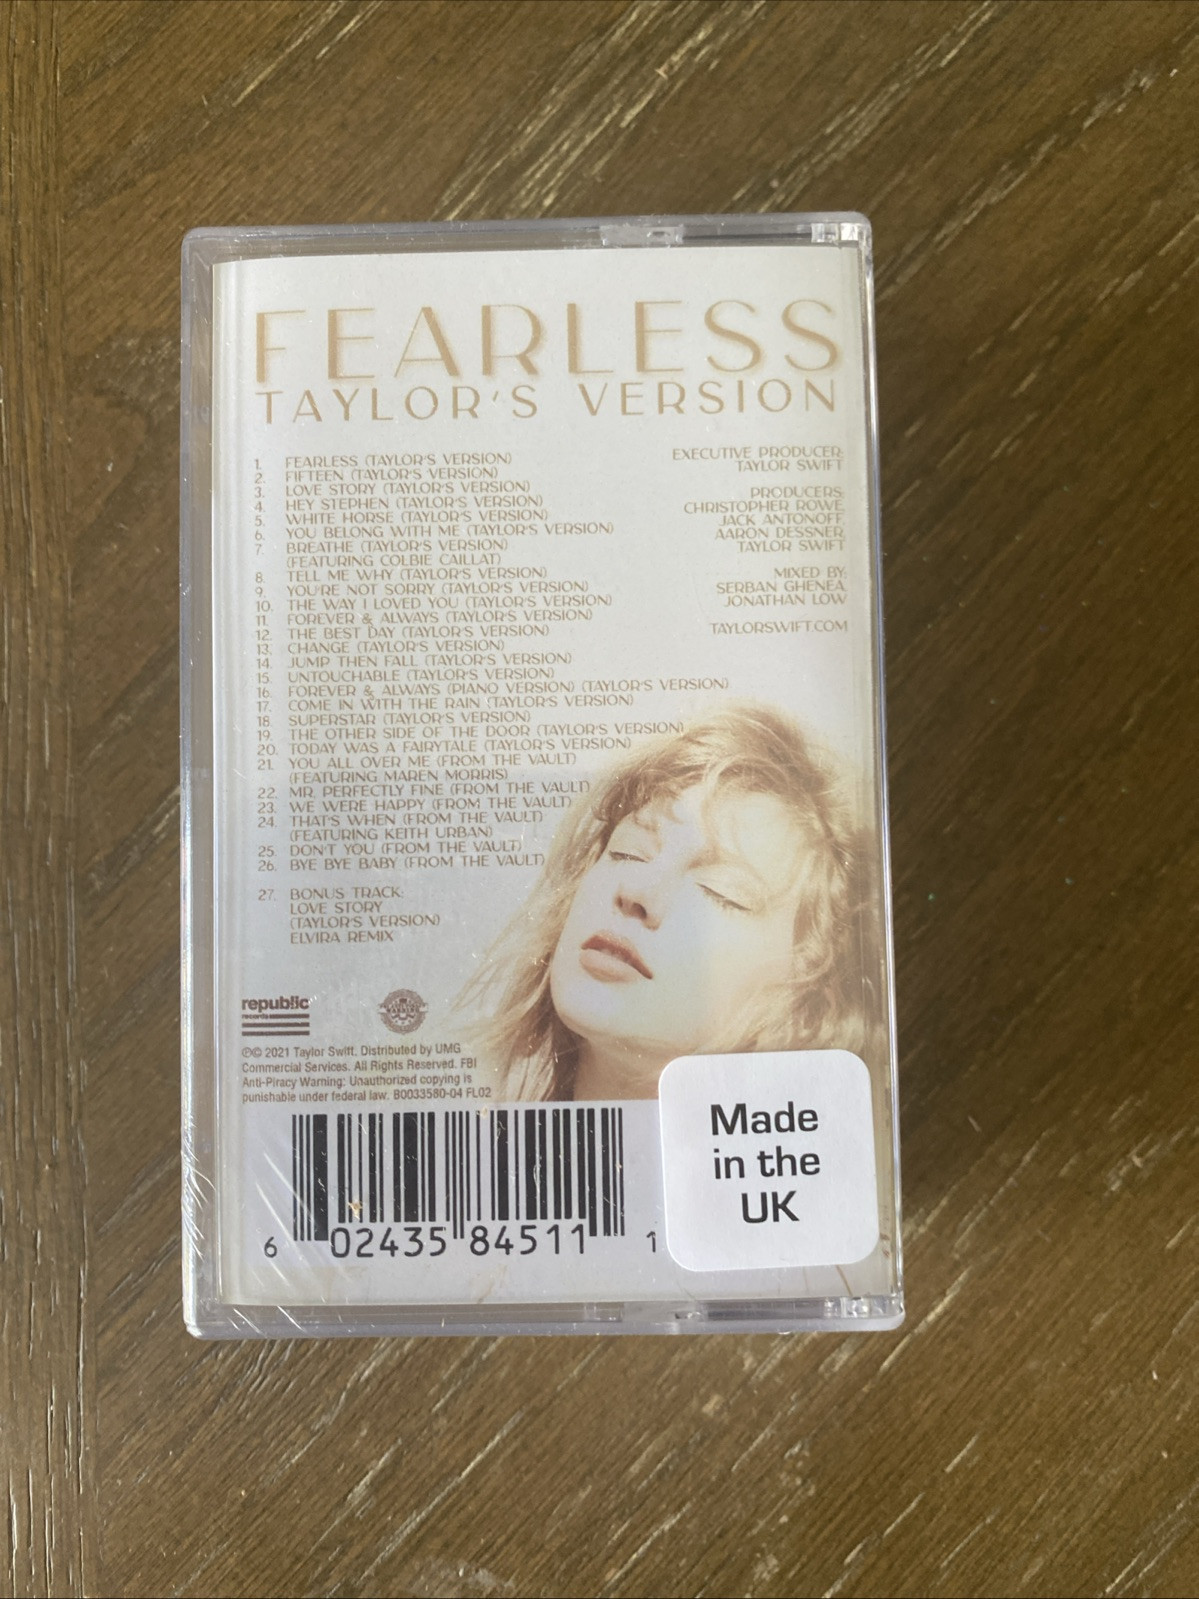 FEARLESS
TAYLOR'S VERSION
1. FEARLESS (TAYLOR'S VERSION)
2. FIFTEEN (TAYLOR'S VERSION)
3. LOVE STORY (TAYLOR'S VERSION)
4. HEY STEPHEN (TAYLOR'S VERSION)
5. WHITE HORSE (TAYLOR'S VERSION)
6. YOU BELONG WITH ME (TAYLOR'S VERSION)
7. BREATHE (TAYLOR'S VERSION)
(FEATURING COLBIE CAILLAT)
8. TELL ME WHY (TAYLOR'S VERSION)
9. YOU'RE NOT SORRY (TAYLOR'S VERSION)
10. THE WAY I LOVED YOU (TAYLOR'S VERSION)
11. FOREVER & ALWAYS (TAYLOR'S VERSION)
12. THE BEST DAY (TAYLOR'S VERSION)
13. CHANGE (TAYLOR'S VERSION)
14. JUMP THEN FALL (TAYLOR'S VERSION)
15. UNTOUCHABLE (TAYLOR'S VERSION)
16. FOREVER & ALWAYS (PIANO VERSION) (TAYLOR'S VERSION)
17. COME IN WITH THE RAIN (TAYLOR'S VERSION)
18. SUPERSTAR (TAYLOR'S VERSION)
19. THE OTHER SIDE OF THE DOOR (TAYLOR'S VERSION)
20. TODAY WAS A FAIRYTALE (TAYLOR'S VERSION)
21. YOU ALL OVER ME (FROM THE VAULT)
(FEATURING MAREN MORRIS)
22. MR. PERFECTLY FINE (FROM THE VAULT)
23. WE WERE HAPPY (FROM THE VAULT)
24. THAT'S WHEN (FROM THE VAULT)
(FEATURING KEITH URBAN)
25. DON'T YOU (FROM THE VAULT)
26. BYE BYE BABY (FROM THE VAULT)
27. BONUS TRACK:
LOVE STORY
(TAYLOR'S VERSION)
ELVIRA REMIX
EXECUTIVE PRODUCER:
TAYLOR SWIFT
PRODUCERS:
CHRISTOPHER ROWE,
JACK ANTONOFF,
AARON DESSNER,
TAYLOR SWIFT
MIXED BY:
SERBAN GHENEA,
JONATHAN LOW
TAYLORSWIFT.COM
republic
records
℗© 2021 Taylor Swift. Distributed by UMG
Commercial Services. All Rights Reserved. FBI
Anti-Piracy Warning: Unauthorized copying is
punishable under federal law. B0033580-04 FL02
6 02435 84511 1
Made
in the
UK